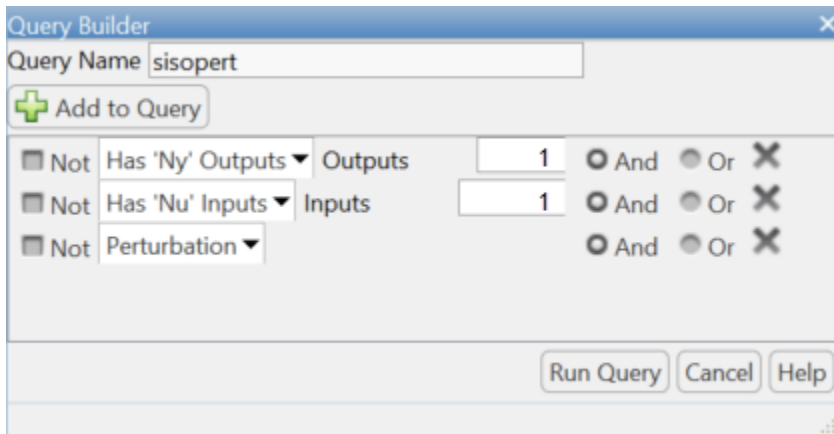 Query Builder
Query Name sisopert
Add to Query
Not Has 'Ny' Outputs Outputs 1 And Or
Not Has 'Nu' Inputs Inputs 1 And Or
Not Perturbation And Or
Run Query Cancel Help